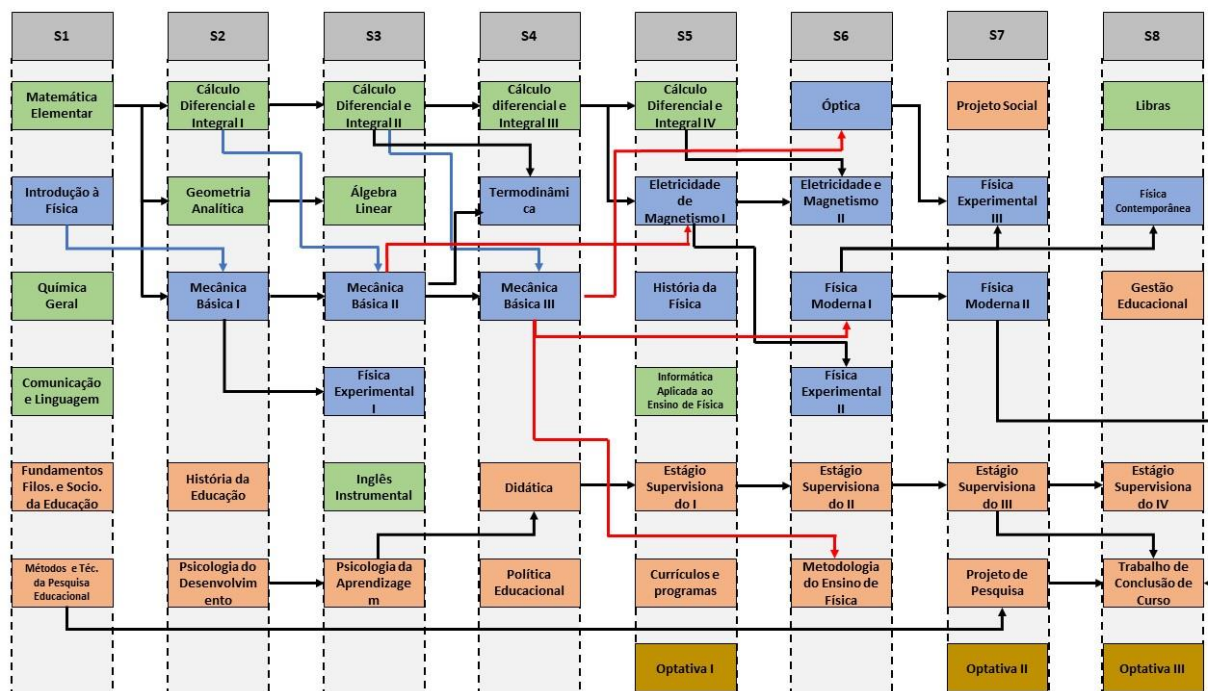 S1
S2
S3
S4
S5
S6
S7
S8
Matemática
Elementar
Cálculo
Diferencial e
Integral I
Cálculo
Diferencial e
Integral II
Cálculo
diferencial e
Integral III
Cálculo
Diferencial e
Integral IV
Óptica
Projeto Social
Libras
Introdução à
Física
Geometria
Analítica
Álgebra
Linear
Termodinâmi
ca
Eletricidade
de
Magnetismo I
Eletricidade e
Magnetismo
II
Física
Experimental
III
Física
Contemporânea
Química
Geral
Mecânica
Básica I
Mecânica
Básica II
Mecânica
Básica III
História da
Física
Física
Moderna I
Física
Moderna II
Gestão
Educacional
Comunicação
e Linguagem
Física
Experimental
I
Informática
Aplicada ao
Ensino de Física
Física
Experimental
II
Fundamentos
Filos. e Socio.
da Educação
História da
Educação
Inglês
Instrumental
Didática
Estágio
Supervisiona
do I
Estágio
Supervisiona
do II
Estágio
Supervisiona
do III
Estágio
Supervisiona
do IV
Métodos e Téc.
da Pesquisa
Educacional
Psicologia do
Desenvolvim
ento
Psicologia da
Aprendizage
m
Política
Educacional
Currículos e
programas
Metodologia
do Ensino de
Física
Projeto de
Pesquisa
Trabalho de
Conclusão de
Curso
Optativa I
Optativa II
Optativa III